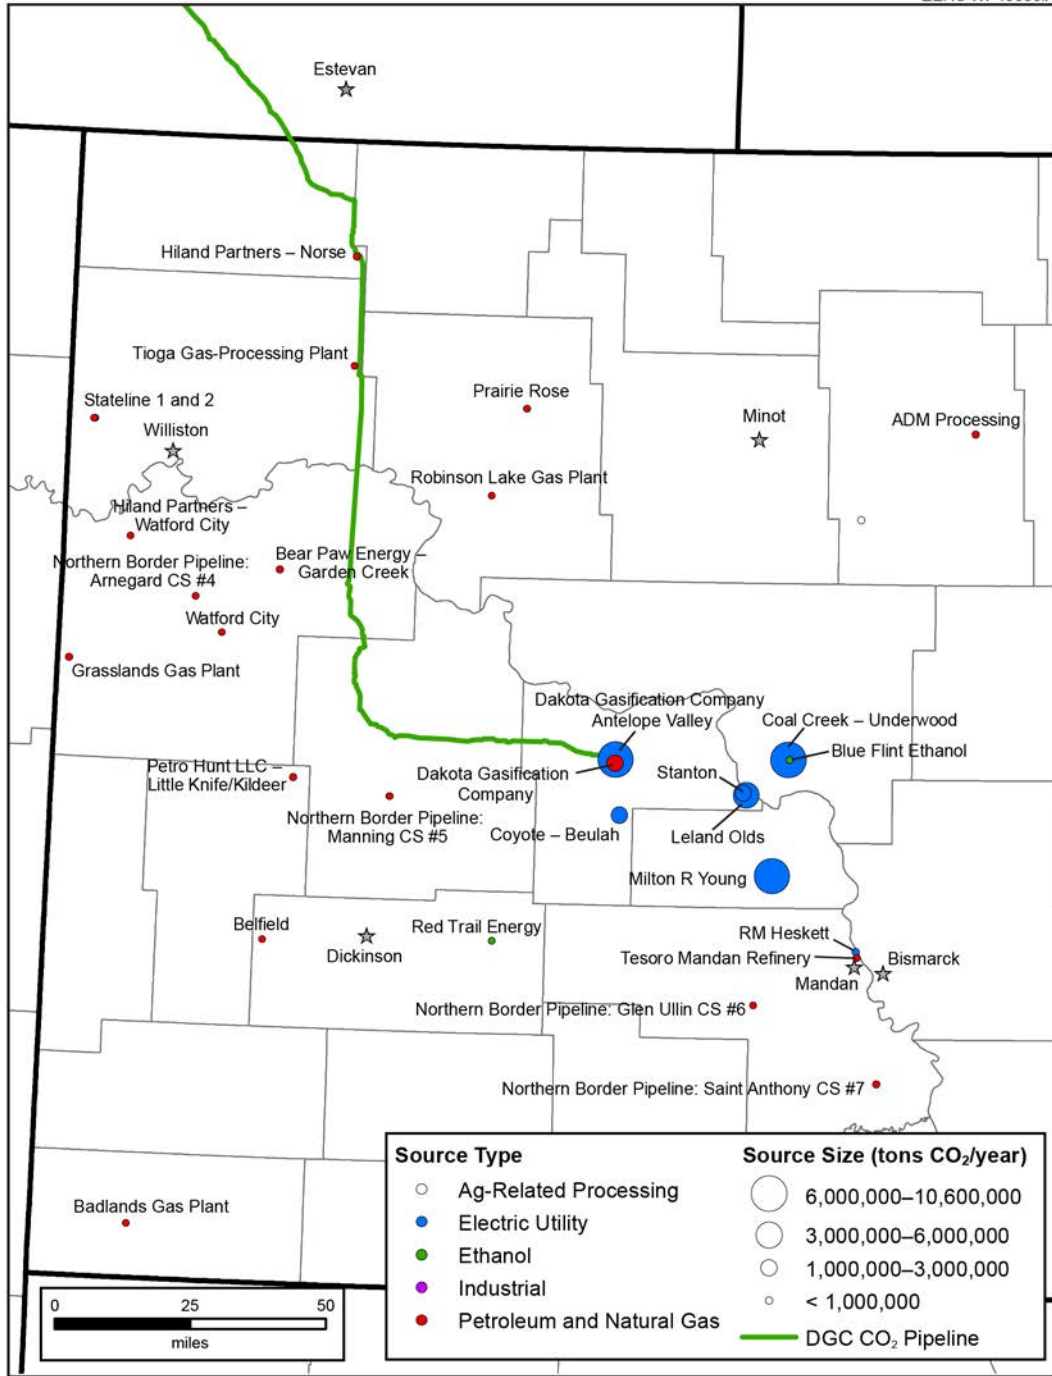 Estevan
Hiland Partners – Norse
Tioga Gas-Processing Plant
Stateline 1 and 2
Williston
Prairie Rose
Minot
ADM Processing
Robinson Lake Gas Plant
Hiland Partners –
Watford City
Northern Border Pipeline:
Arnegard CS #4
Bear Paw Energy –
Garden Creek
Watford City
Grasslands Gas Plant
Dakota Gasification Company
Antelope Valley
Coal Creek – Underwood
Blue Flint Ethanol
Petro Hunt LLC –
Little Knife/Kildeer
Dakota Gasification
Company
Stanton
Northern Border Pipeline:
Manning CS #5
Coyote – Beulah
Leland Olds
Milton R Young
Belfield
Dickinson
Red Trail Energy
RM Heskett
Tesoro Mandan Refinery
Mandan
Bismarck
Northern Border Pipeline: Glen Ullin CS #6
Northern Border Pipeline: Saint Anthony CS #7
Badlands Gas Plant
Source Type
Ag-Related Processing
Electric Utility
Ethanol
Industrial
Petroleum and Natural Gas
Source Size (tons CO₂/year)
6,000,000–10,600,000
3,000,000–6,000,000
1,000,000–3,000,000
< 1,000,000
DGC CO₂ Pipeline
0 25 50
miles